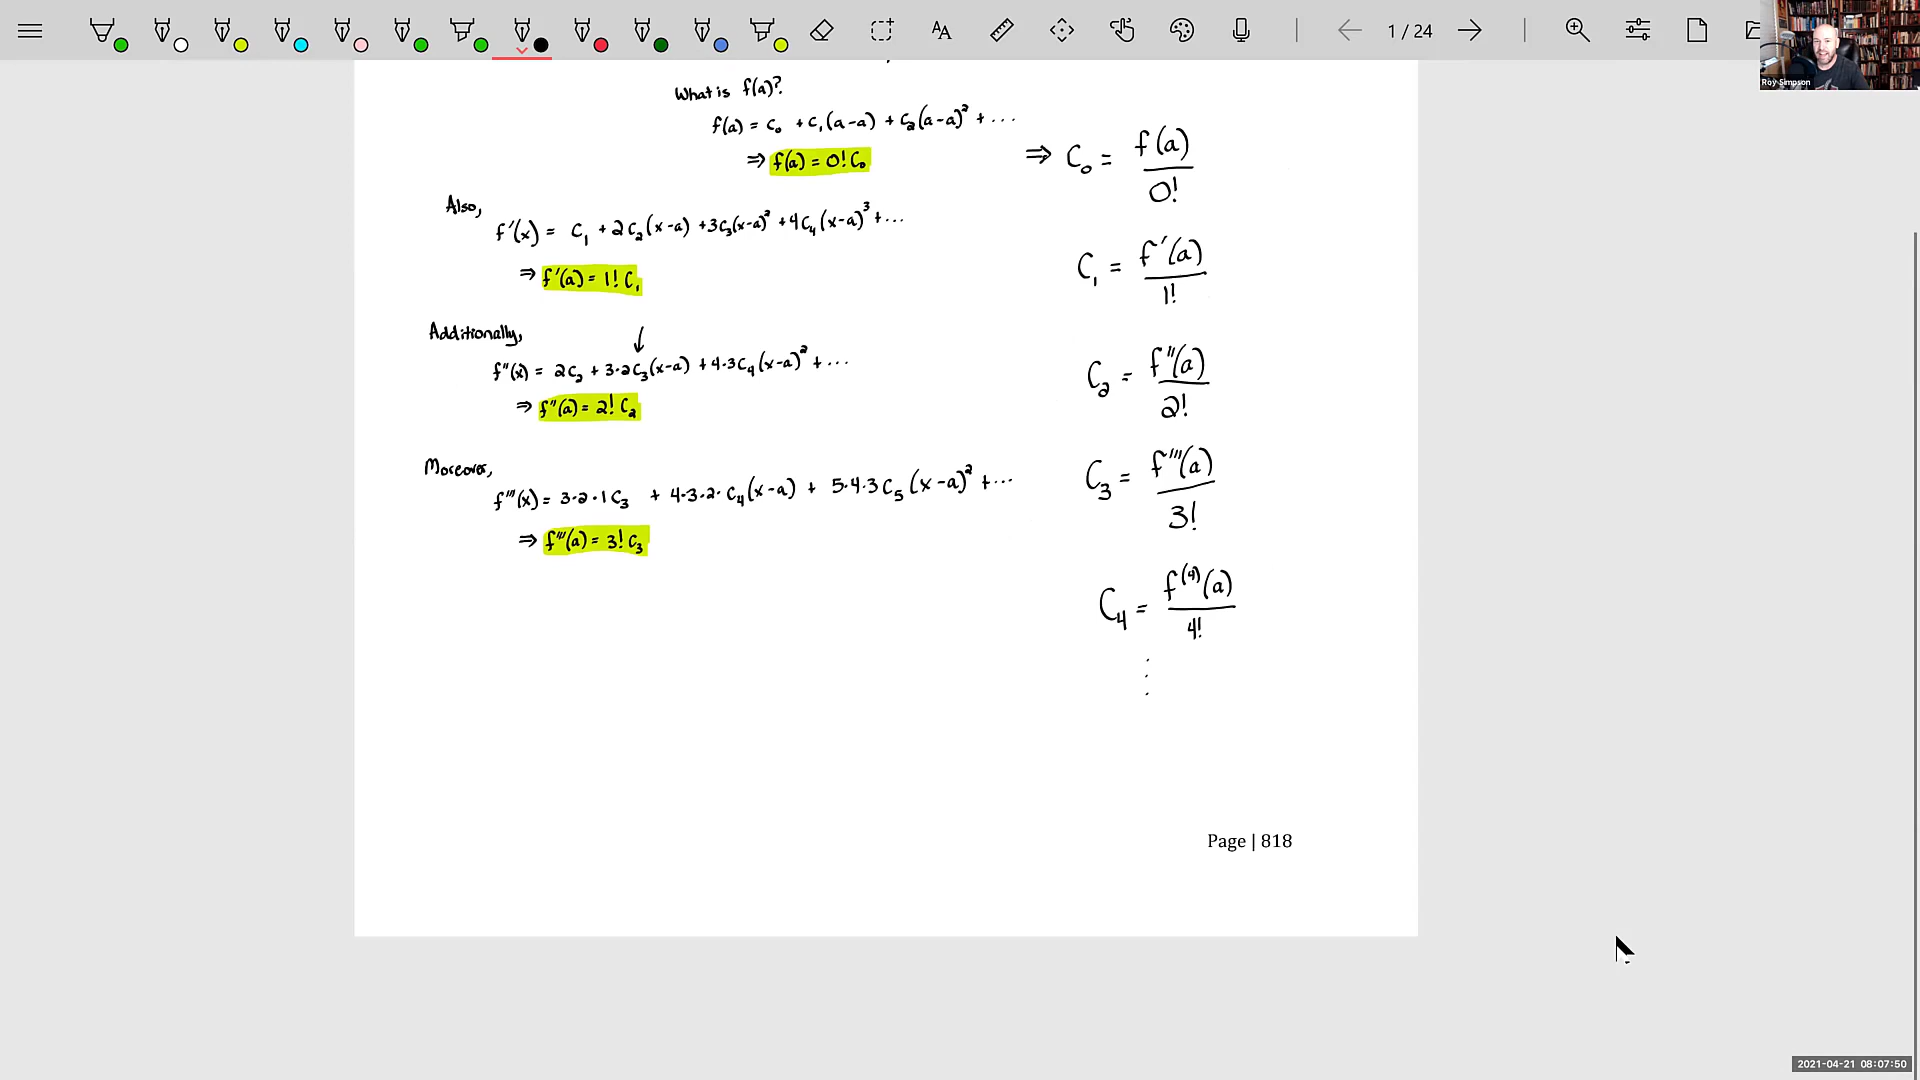 1 / 24
Roy Simpson
What is f(a)?
f(a) = C₀ + C₁(a-a) + C₂(a-a)² + ...
⇒ f(a) = 0! C₀
⇒ C₀ = f(a) / 0!
Also,
f'(x) = C₁ + 2C₂(x-a) + 3C₃(x-a)² + 4C₄(x-a)³ + ...
⇒ f'(a) = 1! C₁
C₁ = f'(a) / 1!
Additionally,
↓
f''(x) = 2C₂ + 3·2C₃(x-a) + 4·3C₄(x-a)² + ...
⇒ f''(a) = 2! C₂
C₂ = f''(a) / 2!
Moreover,
f'''(x) = 3·2·1C₃ + 4·3·2·C₄(x-a) + 5·4·3C₅(x-a)² + ...
⇒ f'''(a) = 3! C₃
C₃ = f'''(a) / 3!
C₄ = f⁽⁴⁾(a) / 4!
⋮
Page | 818
2021-04-21 08:07:50